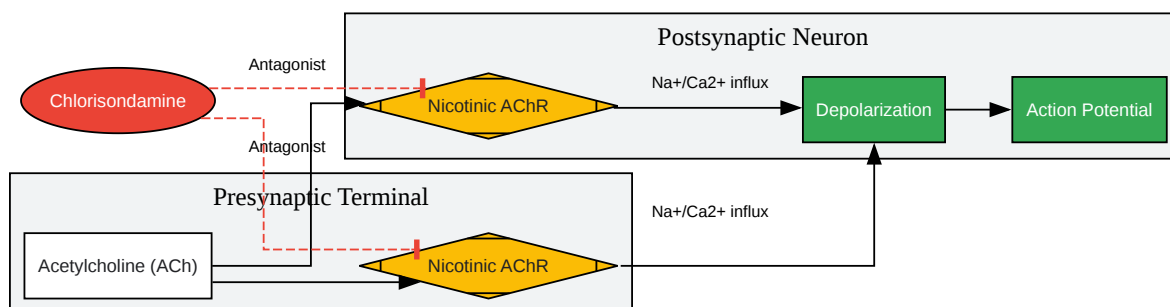 Postsynaptic Neuron
Antagonist
Na+/Ca2+ influx
Chlorisondamine
Nicotinic AChR
Depolarization
Action Potential
Antagonist
Presynaptic Terminal
Na+/Ca2+ influx
Acetylcholine (ACh)
Nicotinic AChR